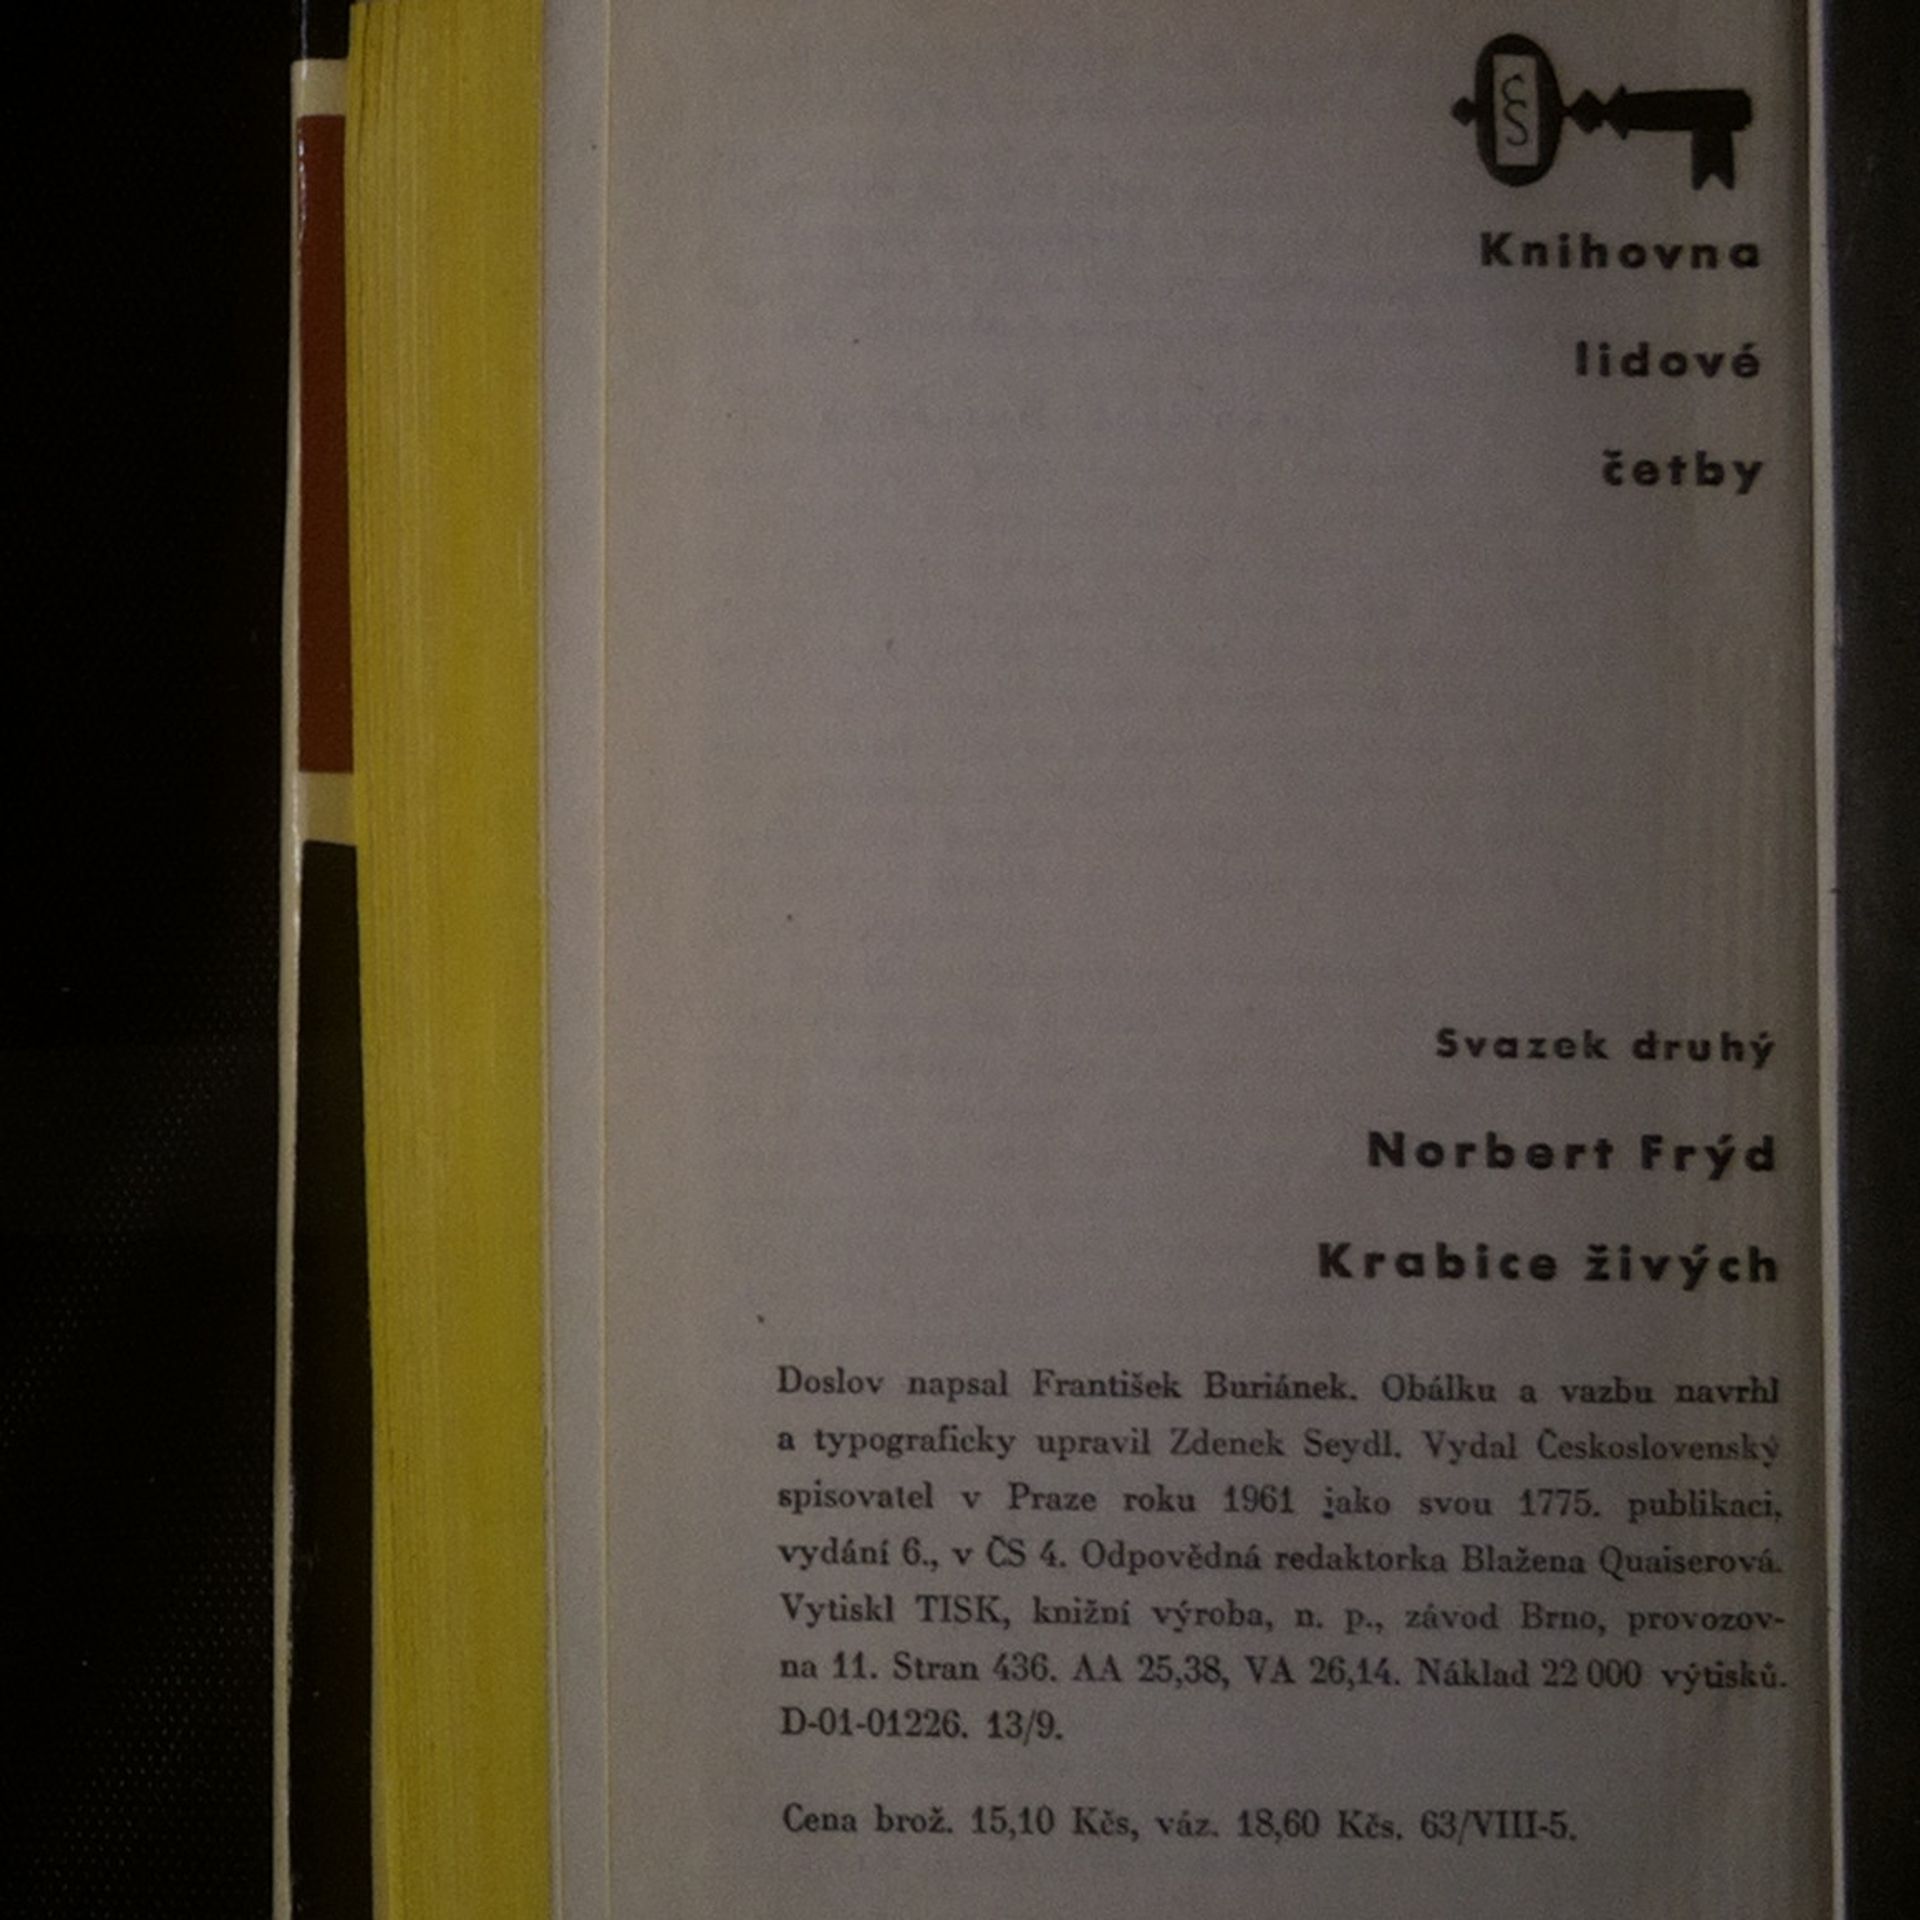 ČS
Knihovna
lidové
četby
Svazek druhý
Norbert Frýd
Krabice živých
Doslov napsal František Buriánek. Obálku a vazbu navrhl
a typograficky upravil Zdenek Seydl. Vydal Československý
spisovatel v Praze roku 1961 jako svou 1775. publikaci,
vydání 6., v ČS 4. Odpovědná redaktorka Blažena Quaiserová.
Vytiskl TISK, knižní výroba, n. p., závod Brno, provozov-
na 11. Stran 436. AA 25,38, VA 26,14. Náklad 22 000 výtisků.
D-01-01226. 13/9.
Cena brož. 15,10 Kčs, váz. 18,60 Kčs. 63/VIII-5.